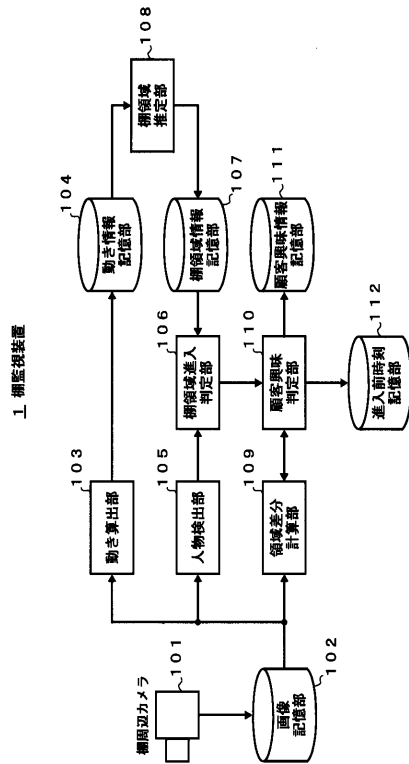 1 棚監視装置
棚周辺カメラ
101
画像
記憶部
102
動き算出部
103
人物検出部
105
領域差分
計算部
109
動き情報
記憶部
104
棚領域進入
判定部
106
顧客興味
判定部
110
棚領域情報
記憶部
107
棚領域
推定部
108
顧客興味情報
記憶部
111
進入前時刻
記憶部
112